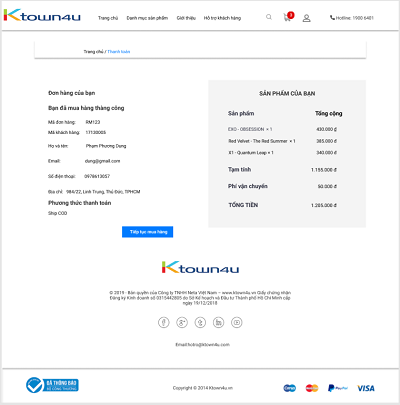 Ktown4u
Trang chủ Danh mục sản phẩm Giới thiệu Hỗ trợ khách hàng
3
Hotline: 1900 6401
Trang chủ / Thanh toán
Đơn hàng của bạn
Bạn đã mua hàng thàng công
Mã đơn hàng: RM123
Mã khách hàng: 17130005
Họ và tên: Phạm Phương Dung
Email: dung@gmail.com
Số điện thoại: 0978613057
Địa chỉ: 984/22, Linh Trung, Thủ Đức, TPHCM
Phương thức thanh toán
Ship COD
Tiếp tục mua hàng
SẢN PHẨM CỦA BẠN
Sản phẩm Tổng cộng
EXO - OBSESSION × 1 430.000 ₫
Red Velvet - The Red Summer × 1 385.000 đ
X1 - Quantum Leap × 1 340.000 đ
Tạm tính 1.155.000 đ
Phí vận chuyển 50.000 đ
TỔNG TIỀN 1.205.000 đ
Ktown4u
© 2019 - Bản quyền của Công ty TNHH Neta Việt Nam – www.ktown4u.vn Giấy chứng nhận
Đăng Ký Kinh doanh số 0315442805 do Sở Kế hoạch và Đầu tư Thành phố Hồ Chí Minh cấp
ngày 19/12/2018
Email:hotro@ktown4u.com
ĐÃ THÔNG BÁO
BỘ CÔNG THƯƠNG
Copyright © 2014 Ktown4u.vn
PayPal
VISA